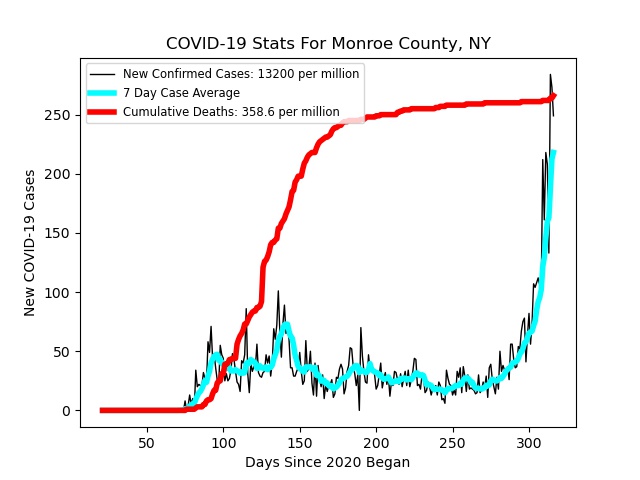 COVID-19 Stats For Monroe County, NY
New Confirmed Cases: 13200 per million
7 Day Case Average
Cumulative Deaths: 358.6 per million
New COVID-19 Cases
250
200
150
100
50
0
50 100 150 200 250 300
Days Since 2020 Began